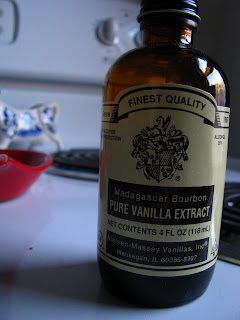 FINEST QUALITY
ALCOHOL
Madagascar Bourbon
PURE VANILLA EXTRACT
NET CONTENTS 4 FL OZ (118 mL)
Nielsen-Massey Vanillas, Inc.
Waukegan, IL 60085-8307